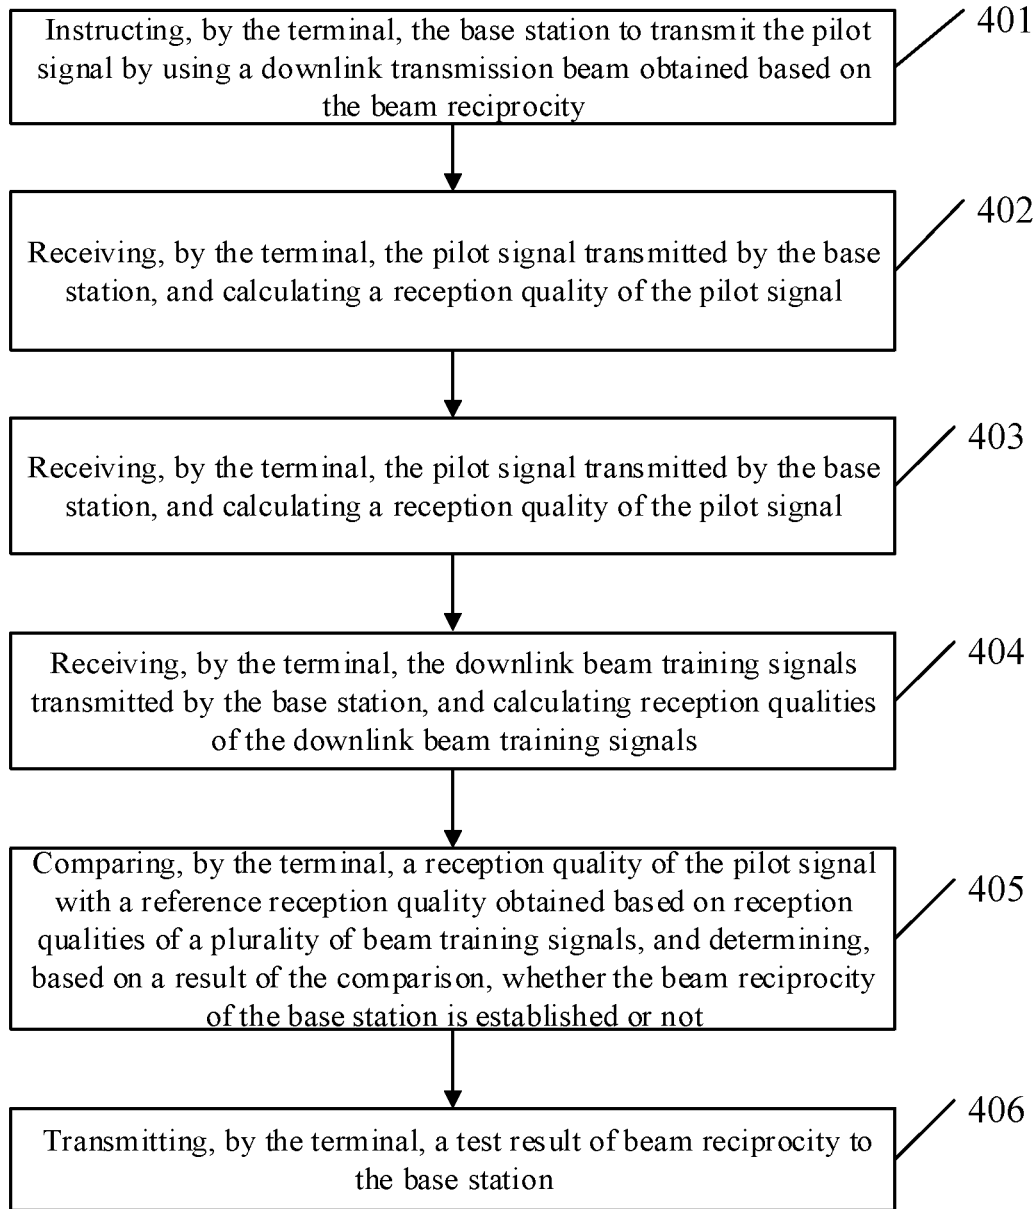 Instructing, by the terminal, the base station to transmit the pilot
signal by using a downlink transmission beam obtained based on
the beam reciprocity
401
Receiving, by the terminal, the pilot signal transmitted by the base
station, and calculating a reception quality of the pilot signal
402
Receiving, by the terminal, the pilot signal transmitted by the base
station, and calculating a reception quality of the pilot signal
403
Receiving, by the terminal, the downlink beam training signals
transmitted by the base station, and calculating reception qualities
of the downlink beam training signals
404
Comparing, by the terminal, a reception quality of the pilot signal
with a reference reception quality obtained based on reception
qualities of a plurality of beam training signals, and determining,
based on a result of the comparison, whether the beam reciprocity
of the base station is established or not
405
Transmitting, by the terminal, a test result of beam reciprocity to
the base station
406